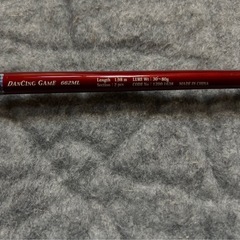 DANCING GAME 662ML Length : 1.98 m LURE Wt : 30~80g
Section : 2 pcs MADE IN CHINA